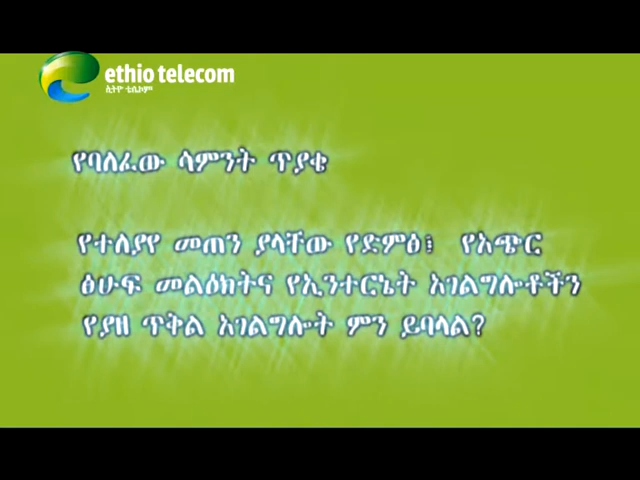 ethio telecom
ኢትዮ ቴሌኮም
የባለፈው ሳምንት ጥያቄ
የተለያየ መጠን ያላቸው የድምፅ፤ የአጭር
ፅሁፍ መልዕክትና የኢንተርኔት አገልግሎቶችን
የያዘ ጥቅል አገልግሎት ምን ይባላል?